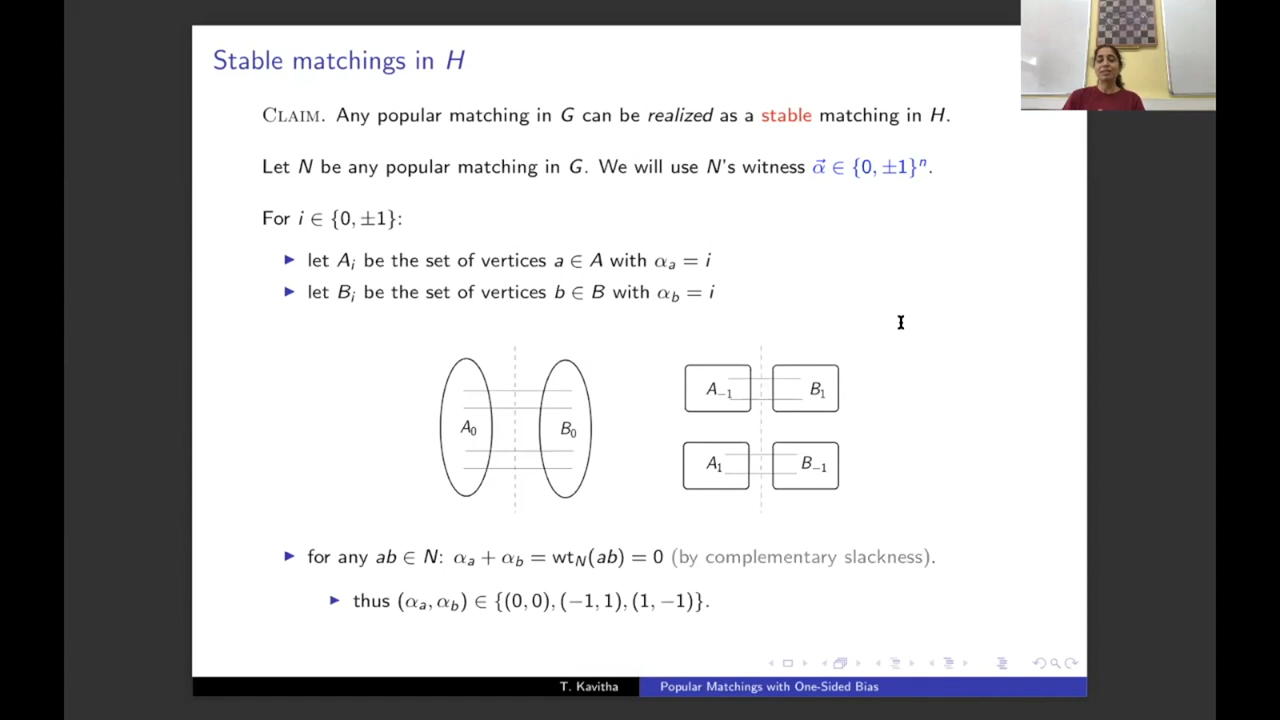 Stable matchings in H
CLAIM. Any popular matching in G can be realized as a stable matching in H.
Let N be any popular matching in G. We will use N's witness α⃗ ∈ {0, ±1}ⁿ.
For i ∈ {0, ±1}:
▶ let Aᵢ be the set of vertices a ∈ A with αₐ = i
▶ let Bᵢ be the set of vertices b ∈ B with α_b = i
A₋₁ B₁
A₀ B₀
A₁ B₋₁
▶ for any ab ∈ N: αₐ + α_b = wt_N(ab) = 0 (by complementary slackness).
▶ thus (αₐ, α_b) ∈ {(0, 0), (−1, 1), (1, −1)}.
T. Kavitha Popular Matchings with One-Sided Bias